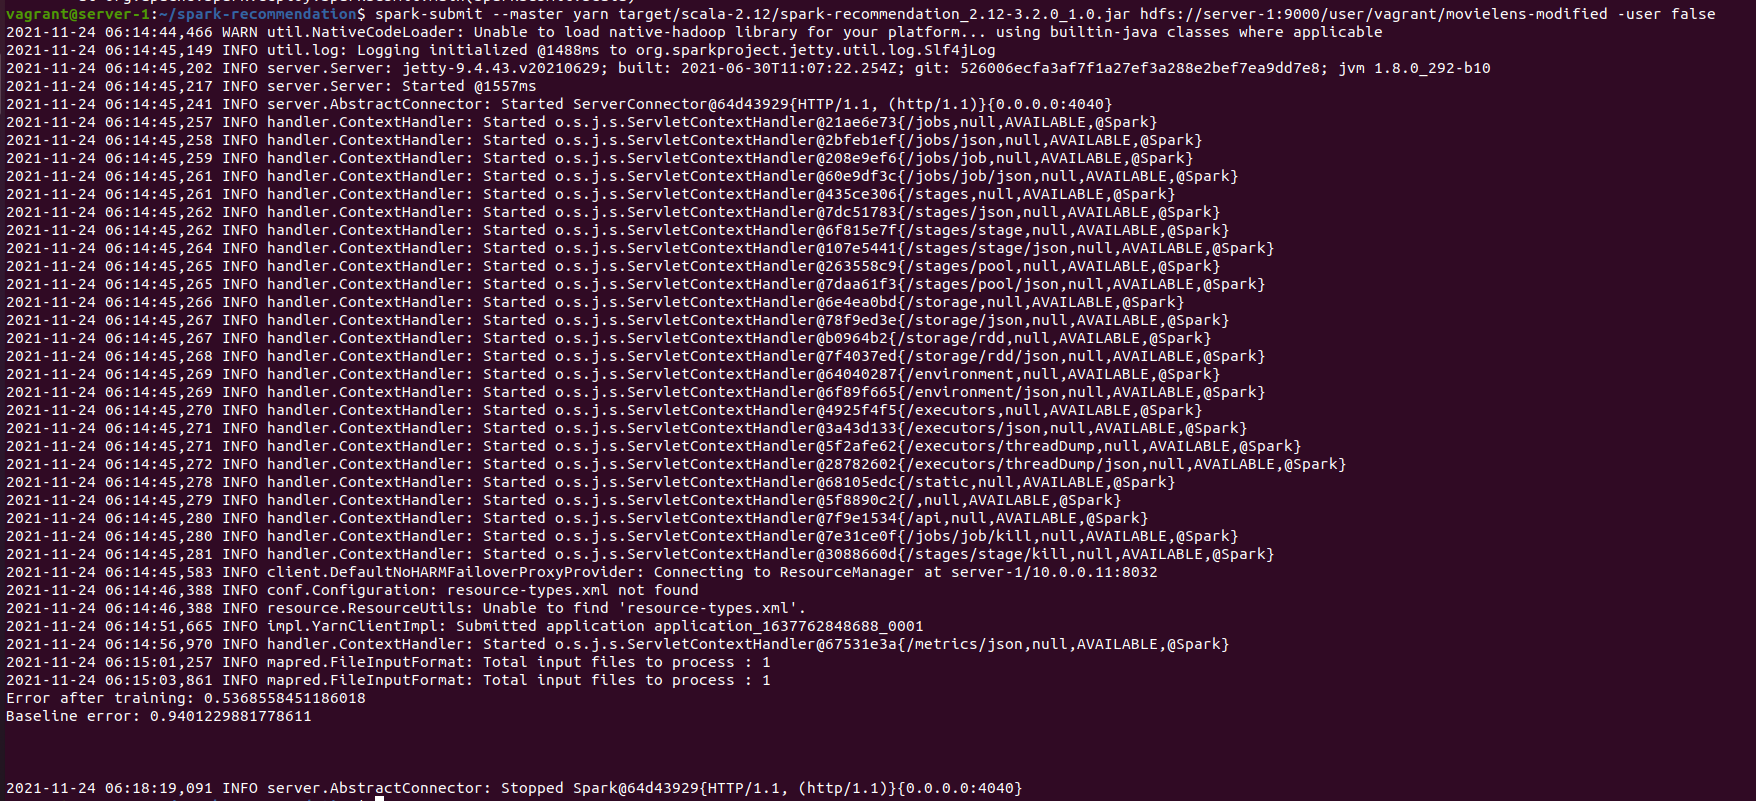 vagrant@server-1:~/spark-recommendation$ spark-submit --master yarn target/scala-2.12/spark-recommendation_2.12-3.2.0_1.0.jar hdfs://server-1:9000/user/vagrant/movielens-modified -user false
2021-11-24 06:14:44,466 WARN util.NativeCodeLoader: Unable to load native-hadoop library for your platform... using builtin-java classes where applicable
2021-11-24 06:14:45,149 INFO util.log: Logging initialized @1488ms to org.sparkproject.jetty.util.log.Slf4jLog
2021-11-24 06:14:45,202 INFO server.Server: jetty-9.4.43.v20210629; built: 2021-06-30T11:07:22.254Z; git: 526006ecfa3af7f1a27ef3a288e2bef7ea9dd7e8; jvm 1.8.0_292-b10
2021-11-24 06:14:45,217 INFO server.Server: Started @1557ms
2021-11-24 06:14:45,241 INFO server.AbstractConnector: Started ServerConnector@64d43929{HTTP/1.1, (http/1.1)}{0.0.0.0:4040}
2021-11-24 06:14:45,257 INFO handler.ContextHandler: Started o.s.j.s.ServletContextHandler@21ae6e73{/jobs,null,AVAILABLE,@Spark}
2021-11-24 06:14:45,258 INFO handler.ContextHandler: Started o.s.j.s.ServletContextHandler@2bfeb1ef{/jobs/json,null,AVAILABLE,@Spark}
2021-11-24 06:14:45,259 INFO handler.ContextHandler: Started o.s.j.s.ServletContextHandler@208e9ef6{/jobs/job,null,AVAILABLE,@Spark}
2021-11-24 06:14:45,261 INFO handler.ContextHandler: Started o.s.j.s.ServletContextHandler@60e9df3c{/jobs/job/json,null,AVAILABLE,@Spark}
2021-11-24 06:14:45,261 INFO handler.ContextHandler: Started o.s.j.s.ServletContextHandler@435ce306{/stages,null,AVAILABLE,@Spark}
2021-11-24 06:14:45,262 INFO handler.ContextHandler: Started o.s.j.s.ServletContextHandler@7dc51783{/stages/json,null,AVAILABLE,@Spark}
2021-11-24 06:14:45,262 INFO handler.ContextHandler: Started o.s.j.s.ServletContextHandler@6f815e7f{/stages/stage,null,AVAILABLE,@Spark}
2021-11-24 06:14:45,264 INFO handler.ContextHandler: Started o.s.j.s.ServletContextHandler@107e5441{/stages/stage/json,null,AVAILABLE,@Spark}
2021-11-24 06:14:45,265 INFO handler.ContextHandler: Started o.s.j.s.ServletContextHandler@263558c9{/stages/pool,null,AVAILABLE,@Spark}
2021-11-24 06:14:45,265 INFO handler.ContextHandler: Started o.s.j.s.ServletContextHandler@7daa61f3{/stages/pool/json,null,AVAILABLE,@Spark}
2021-11-24 06:14:45,266 INFO handler.ContextHandler: Started o.s.j.s.ServletContextHandler@6e4ea0bd{/storage,null,AVAILABLE,@Spark}
2021-11-24 06:14:45,267 INFO handler.ContextHandler: Started o.s.j.s.ServletContextHandler@78f9ed3e{/storage/json,null,AVAILABLE,@Spark}
2021-11-24 06:14:45,267 INFO handler.ContextHandler: Started o.s.j.s.ServletContextHandler@b0964b2{/storage/rdd,null,AVAILABLE,@Spark}
2021-11-24 06:14:45,268 INFO handler.ContextHandler: Started o.s.j.s.ServletContextHandler@7f4037ed{/storage/rdd/json,null,AVAILABLE,@Spark}
2021-11-24 06:14:45,269 INFO handler.ContextHandler: Started o.s.j.s.ServletContextHandler@64040287{/environment,null,AVAILABLE,@Spark}
2021-11-24 06:14:45,269 INFO handler.ContextHandler: Started o.s.j.s.ServletContextHandler@6f89f665{/environment/json,null,AVAILABLE,@Spark}
2021-11-24 06:14:45,270 INFO handler.ContextHandler: Started o.s.j.s.ServletContextHandler@4925f4f5{/executors,null,AVAILABLE,@Spark}
2021-11-24 06:14:45,271 INFO handler.ContextHandler: Started o.s.j.s.ServletContextHandler@3a43d133{/executors/json,null,AVAILABLE,@Spark}
2021-11-24 06:14:45,271 INFO handler.ContextHandler: Started o.s.j.s.ServletContextHandler@5f2afe62{/executors/threadDump,null,AVAILABLE,@Spark}
2021-11-24 06:14:45,272 INFO handler.ContextHandler: Started o.s.j.s.ServletContextHandler@28782602{/executors/threadDump/json,null,AVAILABLE,@Spark}
2021-11-24 06:14:45,278 INFO handler.ContextHandler: Started o.s.j.s.ServletContextHandler@68105edc{/static,null,AVAILABLE,@Spark}
2021-11-24 06:14:45,279 INFO handler.ContextHandler: Started o.s.j.s.ServletContextHandler@5f8890c2{/,null,AVAILABLE,@Spark}
2021-11-24 06:14:45,280 INFO handler.ContextHandler: Started o.s.j.s.ServletContextHandler@7f9e1534{/api,null,AVAILABLE,@Spark}
2021-11-24 06:14:45,280 INFO handler.ContextHandler: Started o.s.j.s.ServletContextHandler@7e31ce0f{/jobs/job/kill,null,AVAILABLE,@Spark}
2021-11-24 06:14:45,281 INFO handler.ContextHandler: Started o.s.j.s.ServletContextHandler@3088660d{/stages/stage/kill,null,AVAILABLE,@Spark}
2021-11-24 06:14:45,583 INFO client.DefaultNoHARMFailoverProxyProvider: Connecting to ResourceManager at server-1/10.0.0.11:8032
2021-11-24 06:14:46,388 INFO conf.Configuration: resource-types.xml not found
2021-11-24 06:14:46,388 INFO resource.ResourceUtils: Unable to find 'resource-types.xml'.
2021-11-24 06:14:51,665 INFO impl.YarnClientImpl: Submitted application application_1637762848688_0001
2021-11-24 06:14:56,970 INFO handler.ContextHandler: Started o.s.j.s.ServletContextHandler@67531e3a{/metrics/json,null,AVAILABLE,@Spark}
2021-11-24 06:15:01,257 INFO mapred.FileInputFormat: Total input files to process : 1
2021-11-24 06:15:03,861 INFO mapred.FileInputFormat: Total input files to process : 1
Error after training: 0.5368558451186018
Baseline error: 0.9401229881778611
2021-11-24 06:18:19,091 INFO server.AbstractConnector: Stopped Spark@64d43929{HTTP/1.1, (http/1.1)}{0.0.0.0:4040}